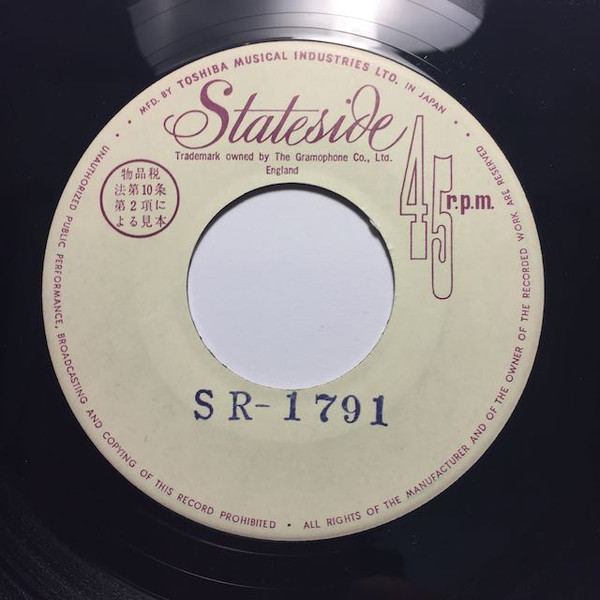 • • MFD. BY TOSHIBA MUSICAL INDUSTRIES LTD. IN JAPAN • •
Stateside
Trademark owned by The Gramophone Co., Ltd.
England
45 r.p.m.
物品税
法第10条
第2項に
よる見本
SR-1791
UNAUTHORIZED PUBLIC PERFORMANCE, BROADCASTING AND COPYING OF THIS RECORD PROHIBITED • ALL RIGHTS OF THE MANUFACTURER AND OF THE OWNER OF THE RECORDED WORK ARE RESERVED